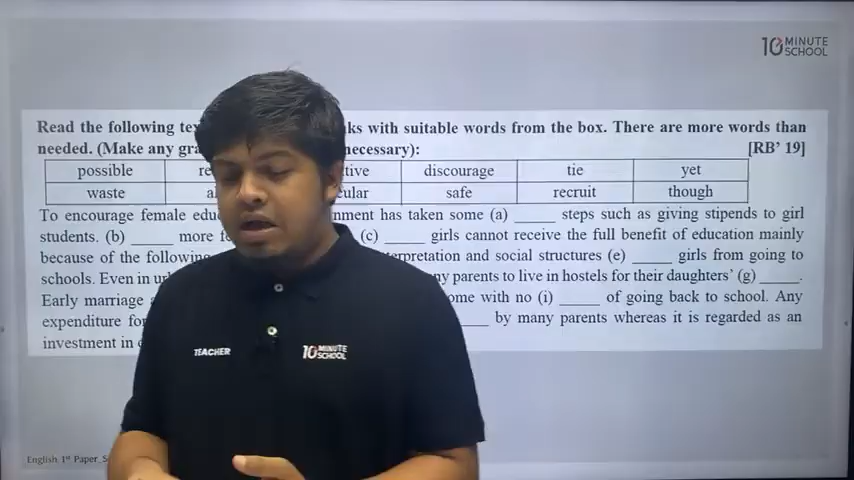 10 MINUTE SCHOOL
Read the following ks with suitable words from the box. There are more words than
needed. (Make any gra necessary): [RB’ 19]
possible tive discourage tie yet
waste cular safe recruit though
To encourage female edu nment has taken some (a) _____ steps such as giving stipends to girl
students. (b) _____ more (c) _____ girls cannot receive the full benefit of education mainly
because of the following terpretation and social structures (e) _____ girls from going to
schools. Even in ny parents to live in hostels for their daughters’ (g) _____.
Early marriage ome with no (i) _____ of going back to school. Any
expenditure for _____ by many parents whereas it is regarded as an
investment in
TEACHER
10 MINUTE SCHOOL
English 1st Paper_S